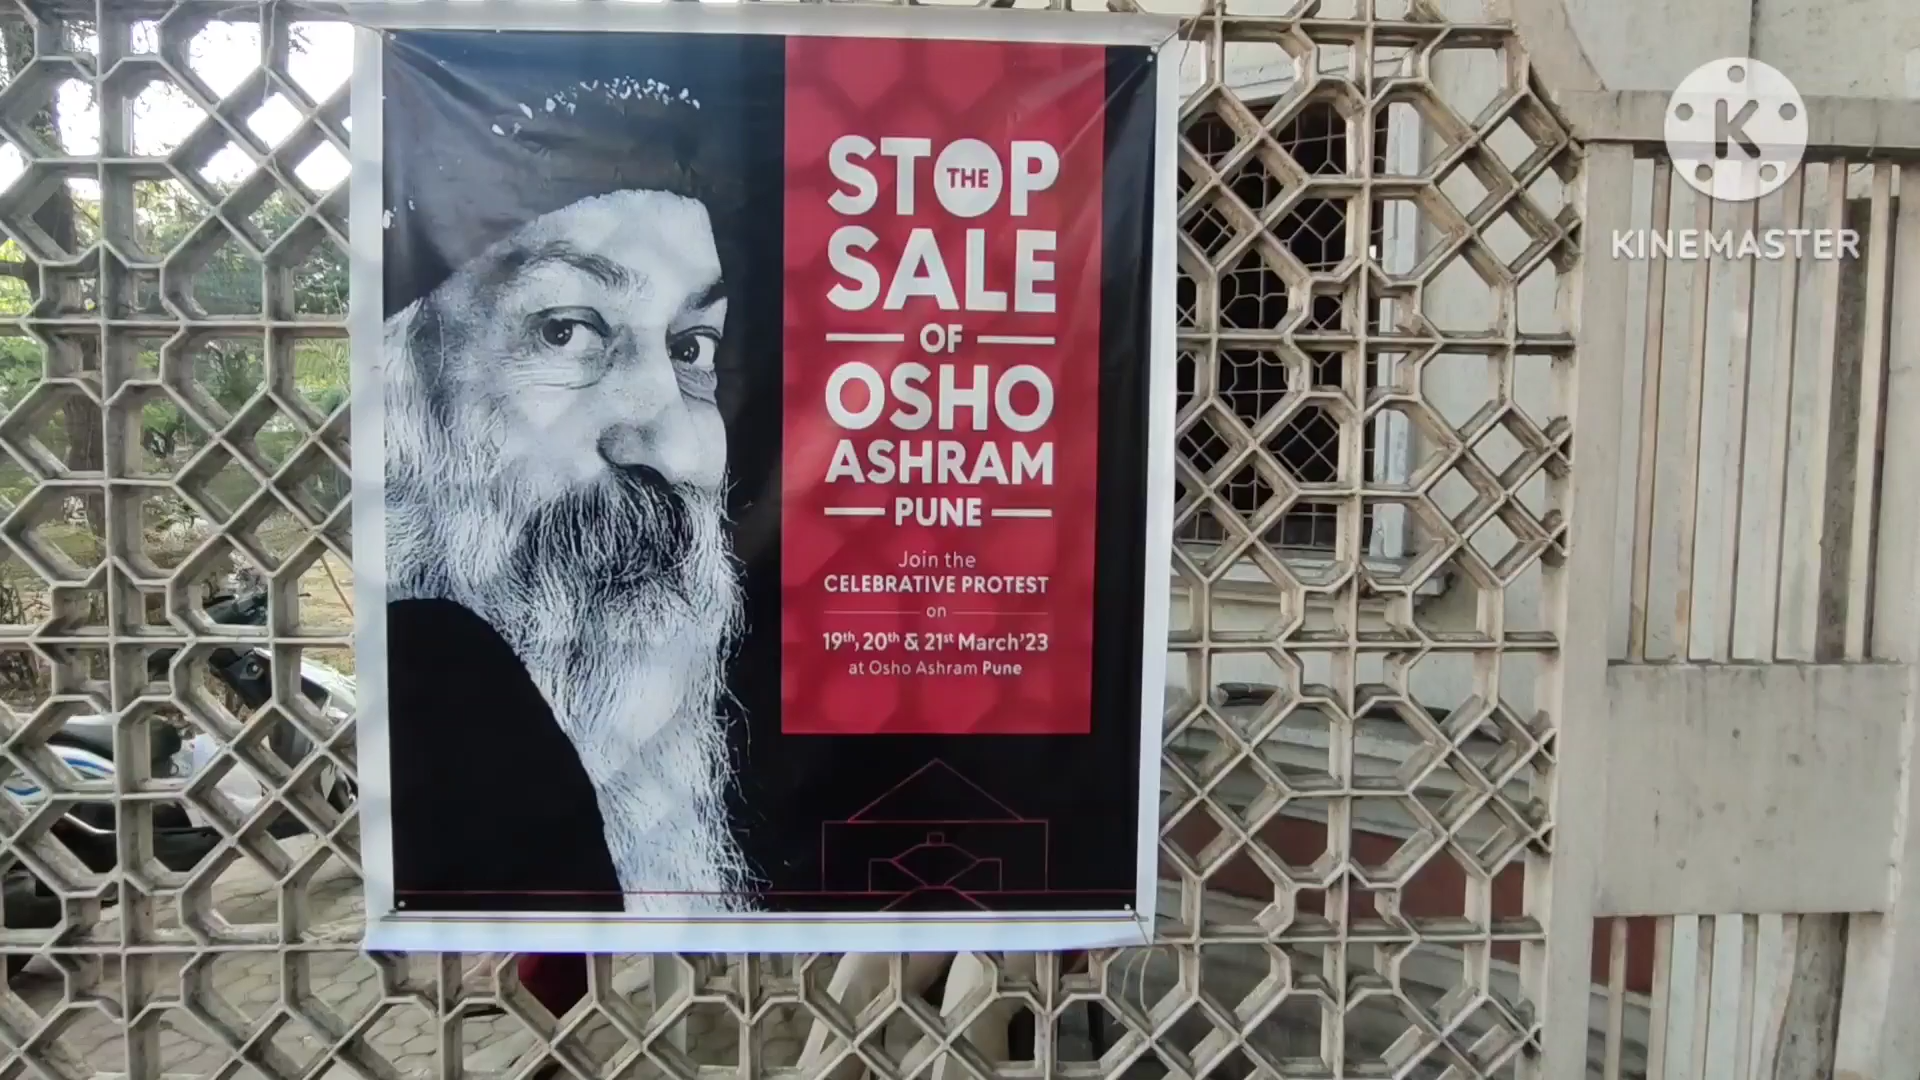 STOP
THE
SALE
OF
OSHO
ASHRAM
PUNE
Join the
CELEBRATIVE PROTEST
on
19th, 20th & 21st March'23
at Osho Ashram Pune
K
KINEMASTER